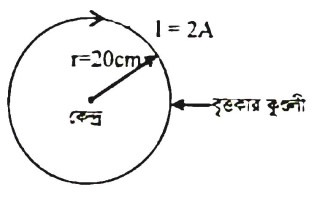 I = 2A
r=20cm
কেন্দ্র
বৃত্তাকার কুণ্ডলী